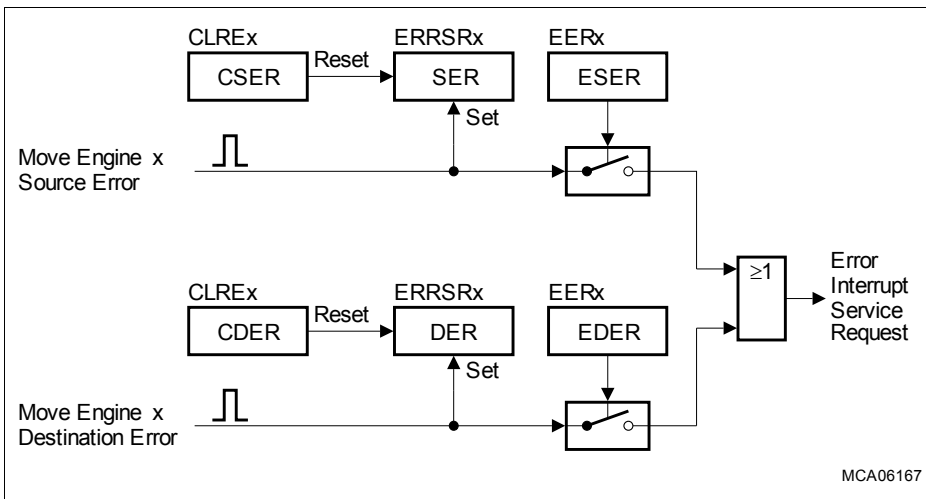 CLREx
ERRSRx
EERx
CSER
Reset
SER
ESER
Set
Move Engine x
Source Error
≥1
Error
Interrupt
Service
Request
CLREx
ERRSRx
EERx
CDER
Reset
DER
EDER
Set
Move Engine x
Destination Error
MCA06167